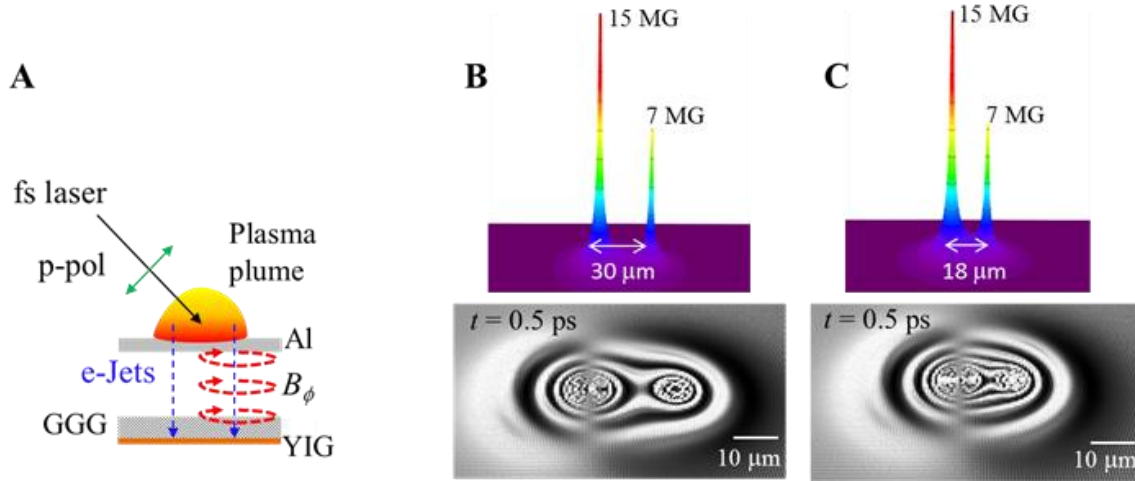 A
fs laser
p-pol
Plasma
plume
Al
e-Jets
Bϕ
GGG
YIG
B
15 MG
7 MG
30 µm
t = 0.5 ps
10 µm
C
15 MG
7 MG
18 µm
t = 0.5 ps
10 µm